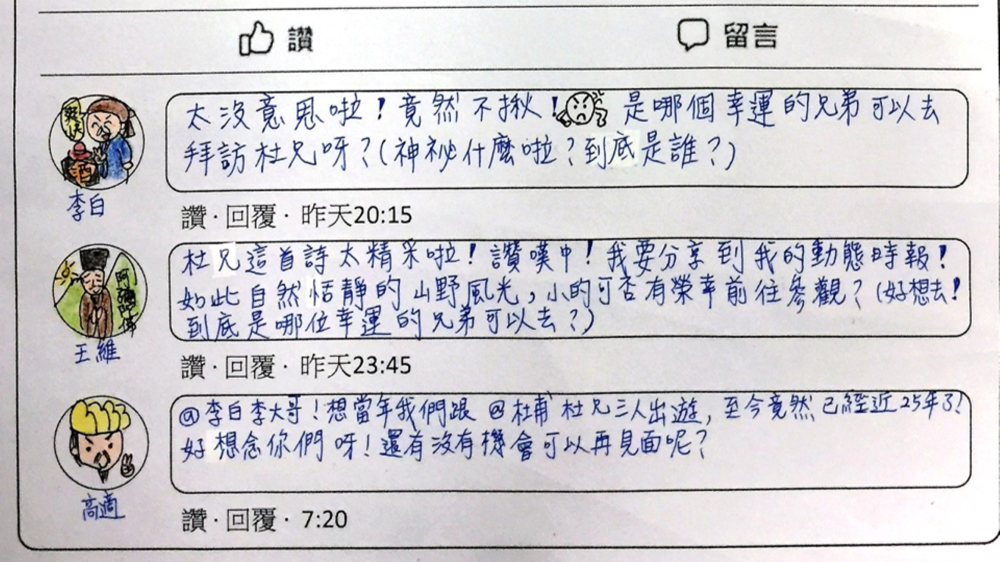 讚 留言
太沒意思啦！竟然不揪！是哪個幸運的兄弟可以去
拜訪杜兄呀？(神祕什麼啦？到底是誰？)
酒
李白
讚·回覆· 昨天20:15
杜兄這首詩太精采啦！讚嘆中！我要分享到我的動態時報！
如此自然恬靜的山野風光，小的可否有榮幸前往參觀？(好想去！
到底是哪位幸運的兄弟可以去？)
阿彌陀佛
王維
讚·回覆· 昨天23:45
@李白李大哥！想當年我們跟 @杜甫 杜兄三人出遊，至今竟然已經近25年了！
好想念你們呀！還有沒有機會可以再見面呢？
高適
讚·回覆· 7:20